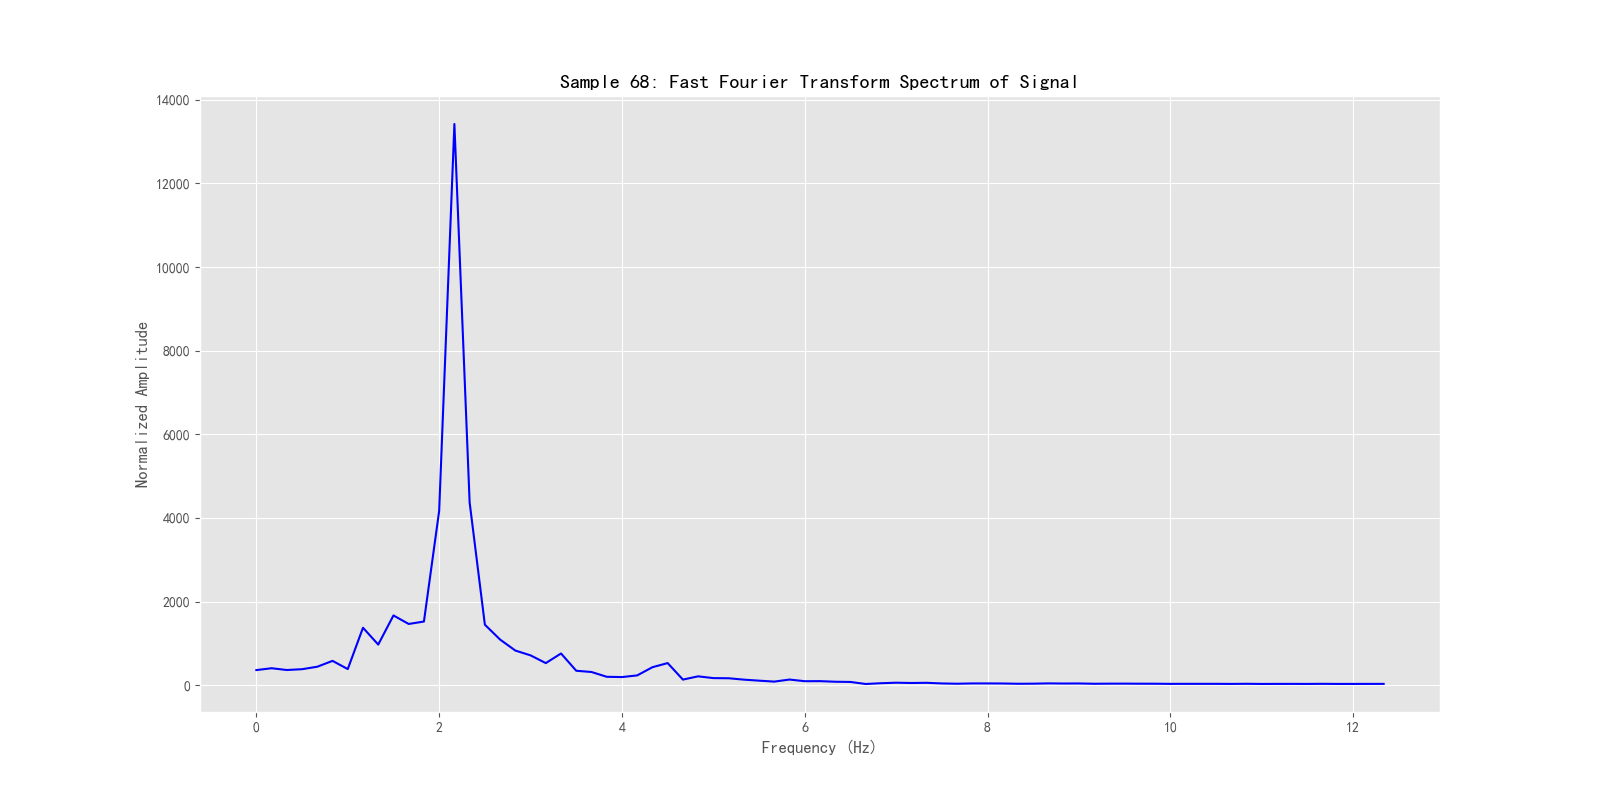 Sample 68: Fast Fourier Transform Spectrum of Signal
14000
12000
10000
8000
6000
4000
2000
0
Normalized Amplitude
0 2 4 6 8 10 12
Frequency (Hz)